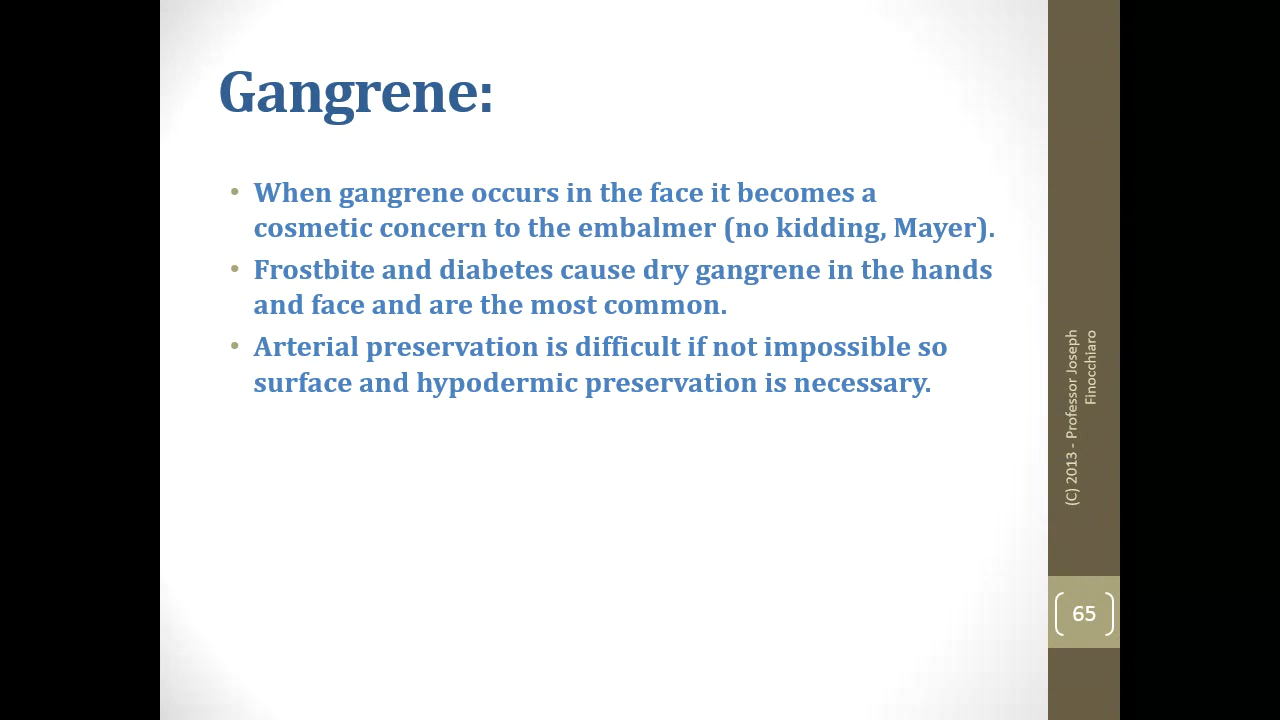 Gangrene:
• When gangrene occurs in the face it becomes a
cosmetic concern to the embalmer (no kidding, Mayer).
• Frostbite and diabetes cause dry gangrene in the hands
and face and are the most common.
• Arterial preservation is difficult if not impossible so
surface and hypodermic preservation is necessary.
(C) 2013 - Professor Joseph
Finocchiaro
65